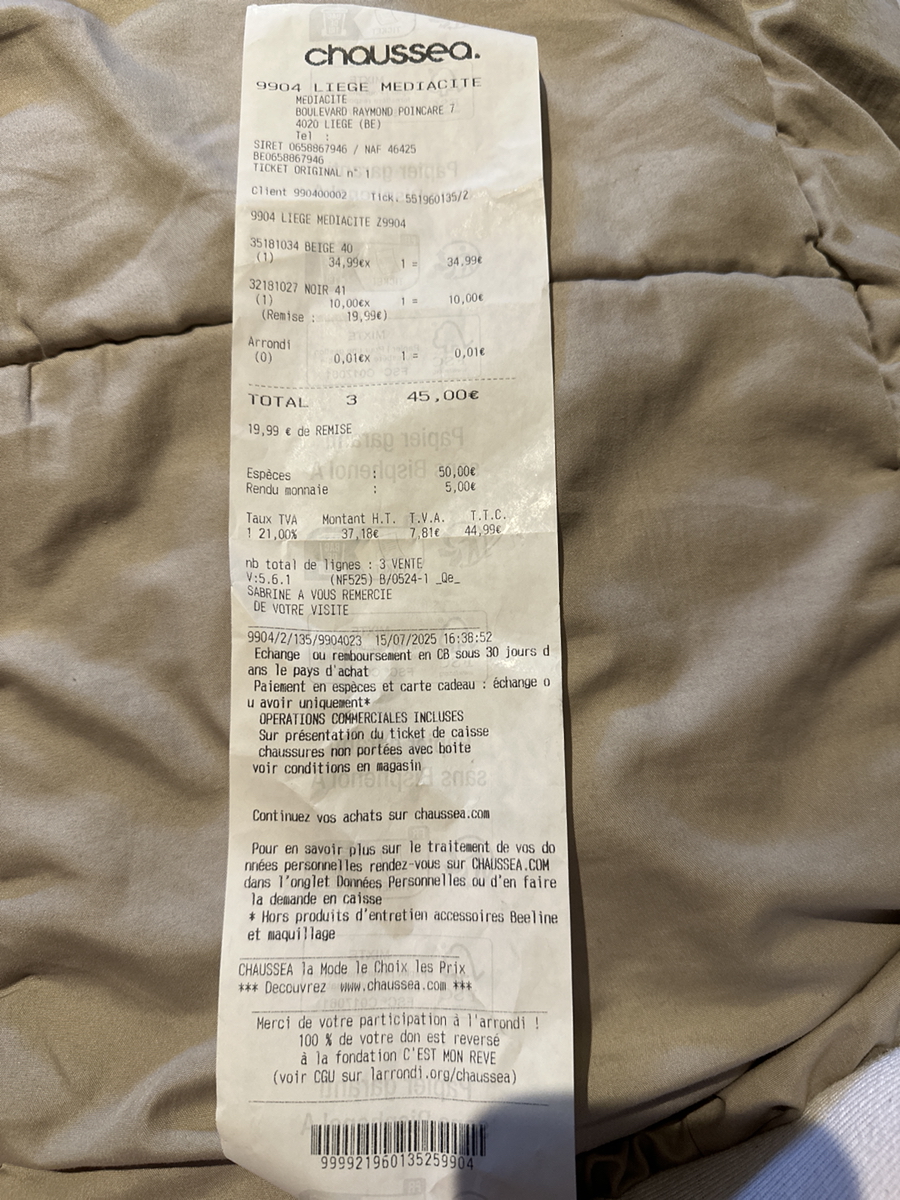 chaussea.
9904 LIEGE MEDIACITE
MEDIACITE
BOULEVARD RAYMOND POINCARE 7
4020 LIEGE (BE)
Tel :
SIRET 0658867946 / NAF 46425
BE0658867946
TICKET ORIGINAL n° 1
Client 990400002 Tick. 551960135/2
9904 LIEGE MEDIACITE Z9904
35181034 BEIGE 40
(1) 34,99€x 1 = 34,99€
32181027 NOIR 41
(1) 10,00€x 1 = 10,00€
(Remise : 19,99€)
Arrondi
(0) 0,01€x 1 = 0,01€
TOTAL 3 45,00€
19,99 € de REMISE
Espèces : 50,00€
Rendu monnaie : 5,00€
Taux TVA Montant H.T. T.V.A. T.T.C.
1 21,00% 37,18€ 7,81€ 44,99€
nb total de lignes : 3 VENTE
V:5.6.1 (NF525) B/0524-1 _Qe_
SABRINE A VOUS REMERCIE
DE VOTRE VISITE
9904/2/135/9904023 15/07/2025 16:38:52
Echange ou remboursement en CB sous 30 jours d
ans le pays d'achat
Paiement en espèces et carte cadeau : échange o
u avoir uniquement*
OPERATIONS COMMERCIALES INCLUSES
Sur présentation du ticket de caisse
chaussures non portées avec boite
voir conditions en magasin
Continuez vos achats sur chaussea.com
Pour en savoir plus sur le traitement de vos do
nnées personnelles rendez-vous sur CHAUSSEA.COM
dans l'onglet Données Personnelles ou d'en faire
la demande en caisse
* Hors produits d'entretien accessoires Beeline
et maquillage
CHAUSSEA la Mode le Choix les Prix
*** Decouvrez www.chaussea.com ***
Merci de votre participation à l'arrondi !
100 % de votre don est reversé
à la fondation C'EST MON REVE
(voir CGU sur larrondi.org/chaussea)
999921960135259904